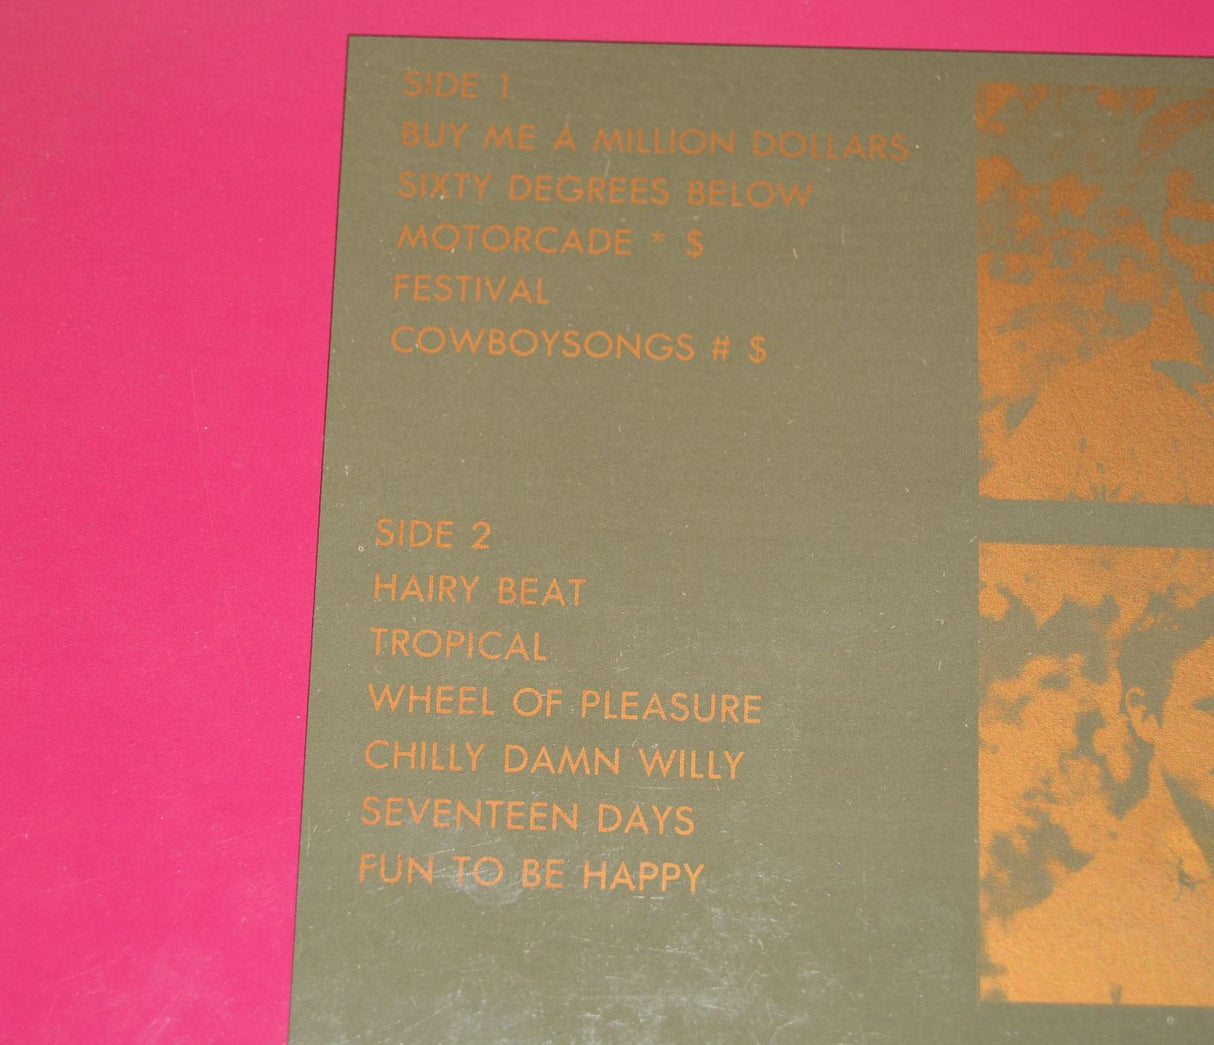 SIDE 1
BUY ME A MILLION DOLLARS
SIXTY DEGREES BELOW
MOTORCADE * $
FESTIVAL
COWBOYSONGS # $
SIDE 2
HAIRY BEAT
TROPICAL
WHEEL OF PLEASURE
CHILLY DAMN WILLY
SEVENTEEN DAYS
FUN TO BE HAPPY